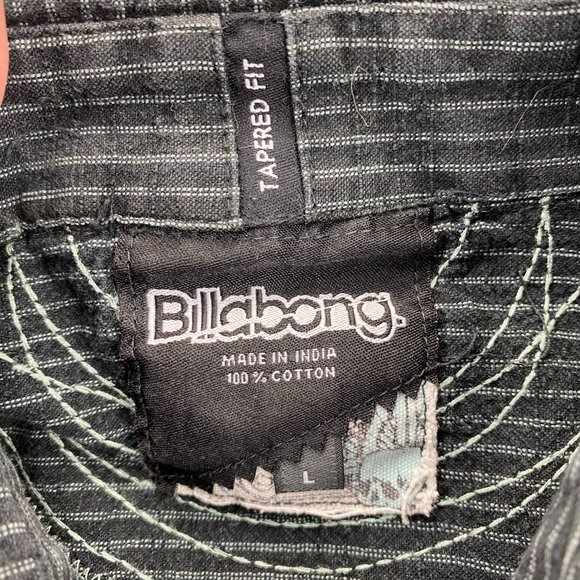 TAPERED FIT
Billabong.
MADE IN INDIA
100% COTTON
L